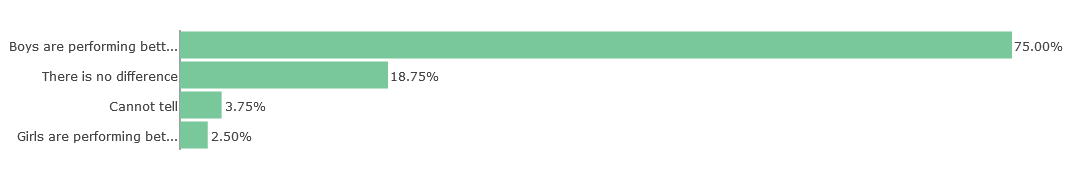 Boys are performing bett... 75.00%
There is no difference 18.75%
Cannot tell 3.75%
Girls are performing bet... 2.50%